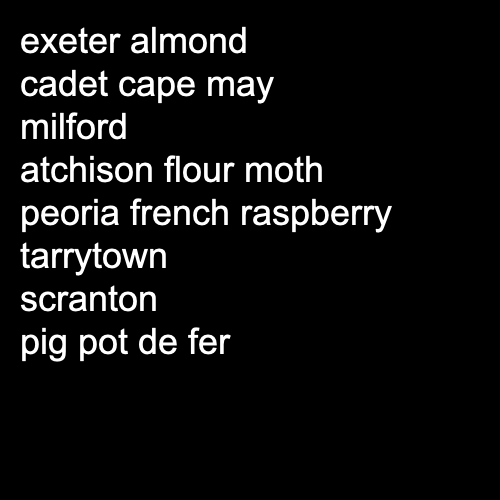 exeter almond
cadet cape may
milford
atchison flour moth
peoria french raspberry
tarrytown
scranton
pig pot de fer